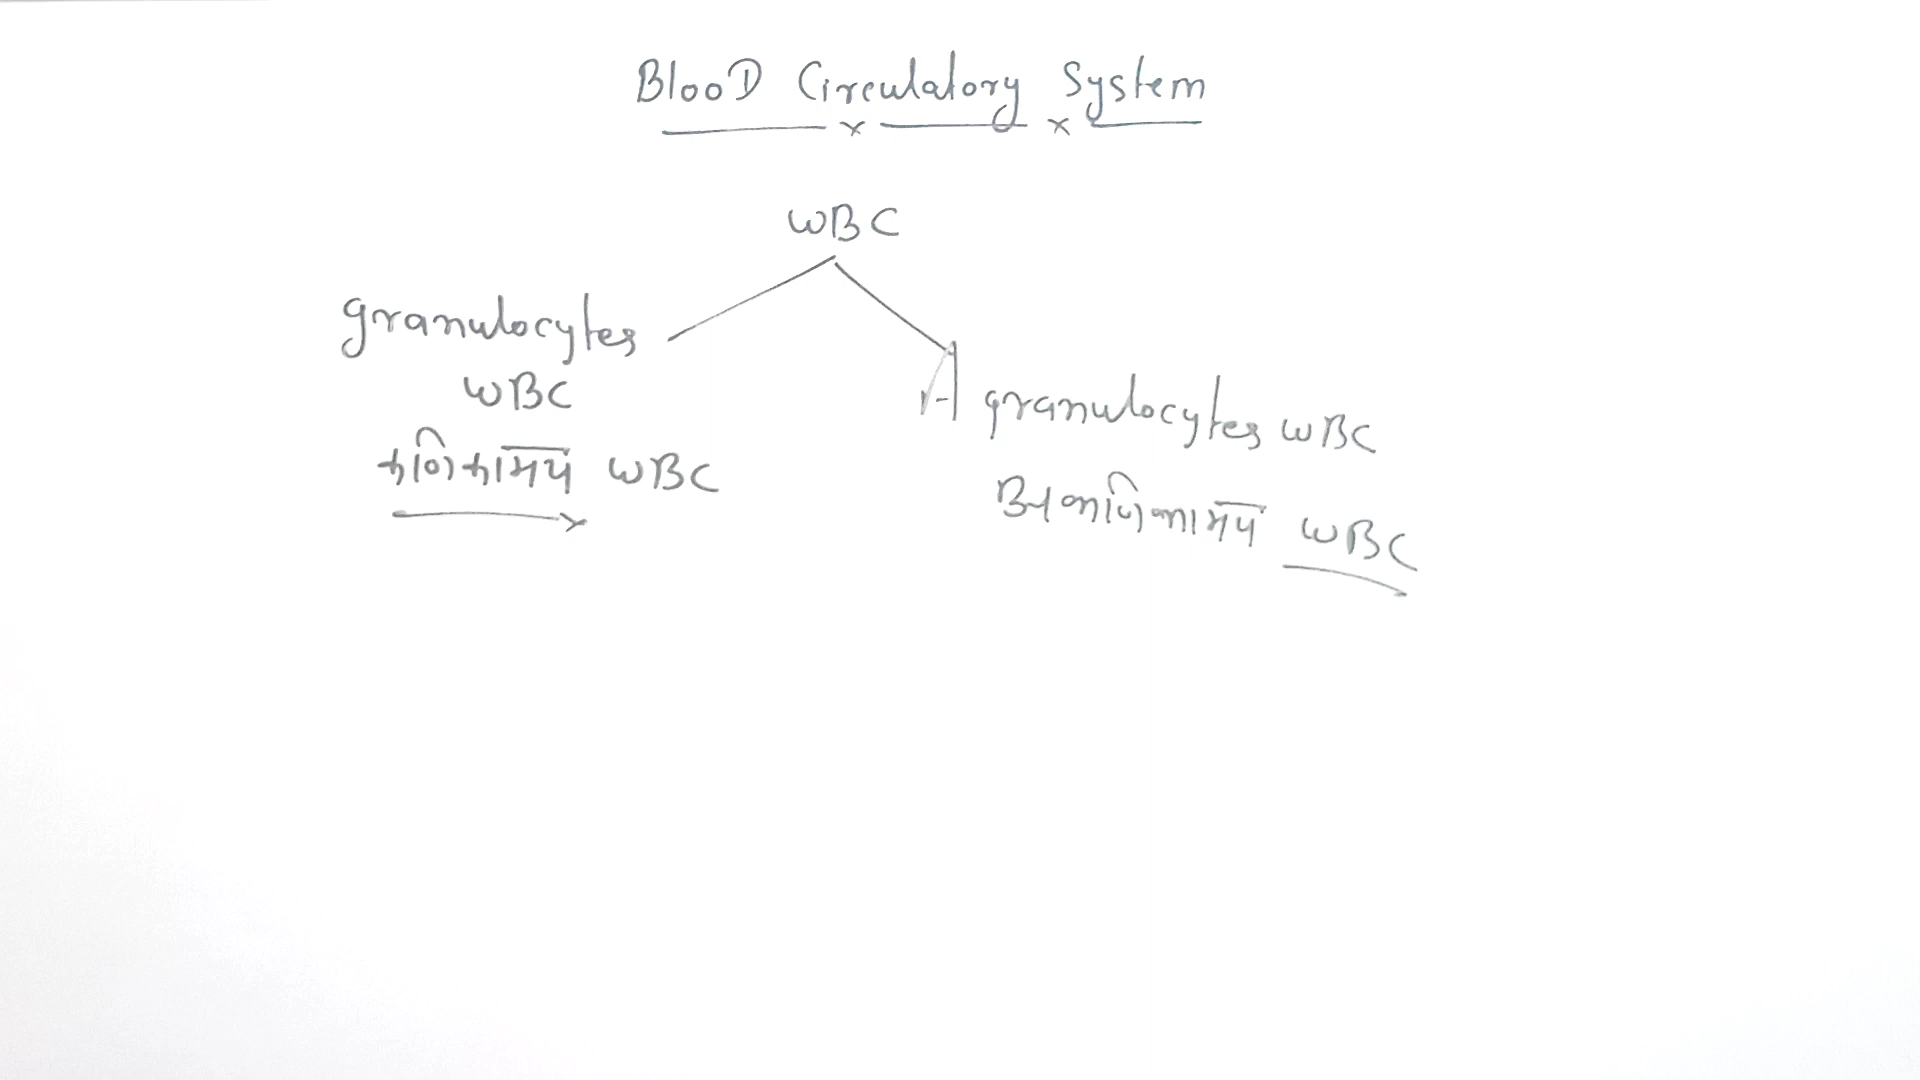 BlooD Circulatory System
WBC
granulocytes
WBC
कणिकामय WBC
A granulocytes WBC
अकणिकामय WBC